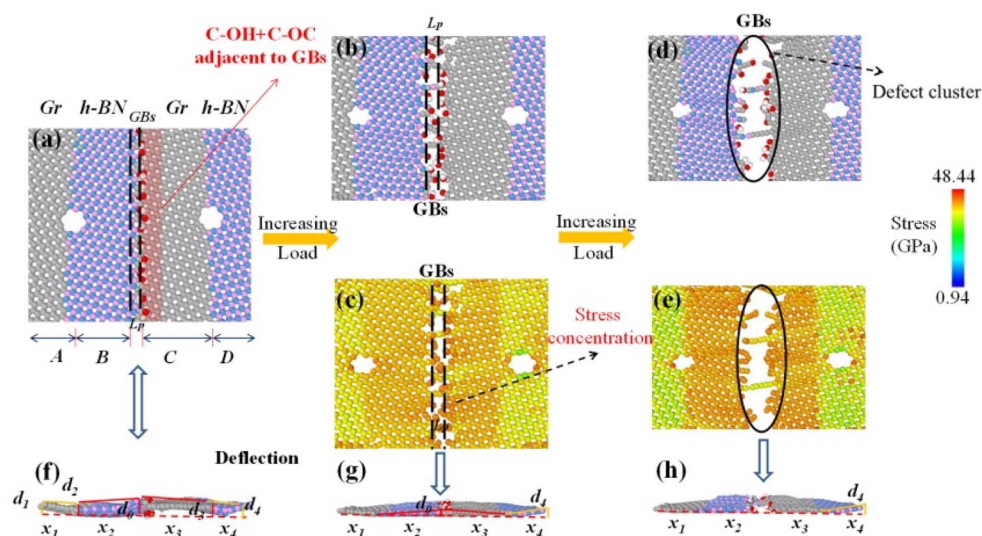 C-OH+C-OC
adjacent to GBs
Gr h-BN GBs Gr h-BN
(a)
Lp
A B C D
Lp
(b)
GBs
GBs
(d)
Defect cluster
Increasing
Load
Increasing
Load
48.44
Stress
(GPa)
0.94
GBs
(c)
Stress
concentration
(e)
Deflection
(f)
d1 d2 d0 d3 d4
x1 x2 x3 x4
(g)
d0 d4
x1 x2 x3 x4
(h)
d4
x1 x2 x3 x4